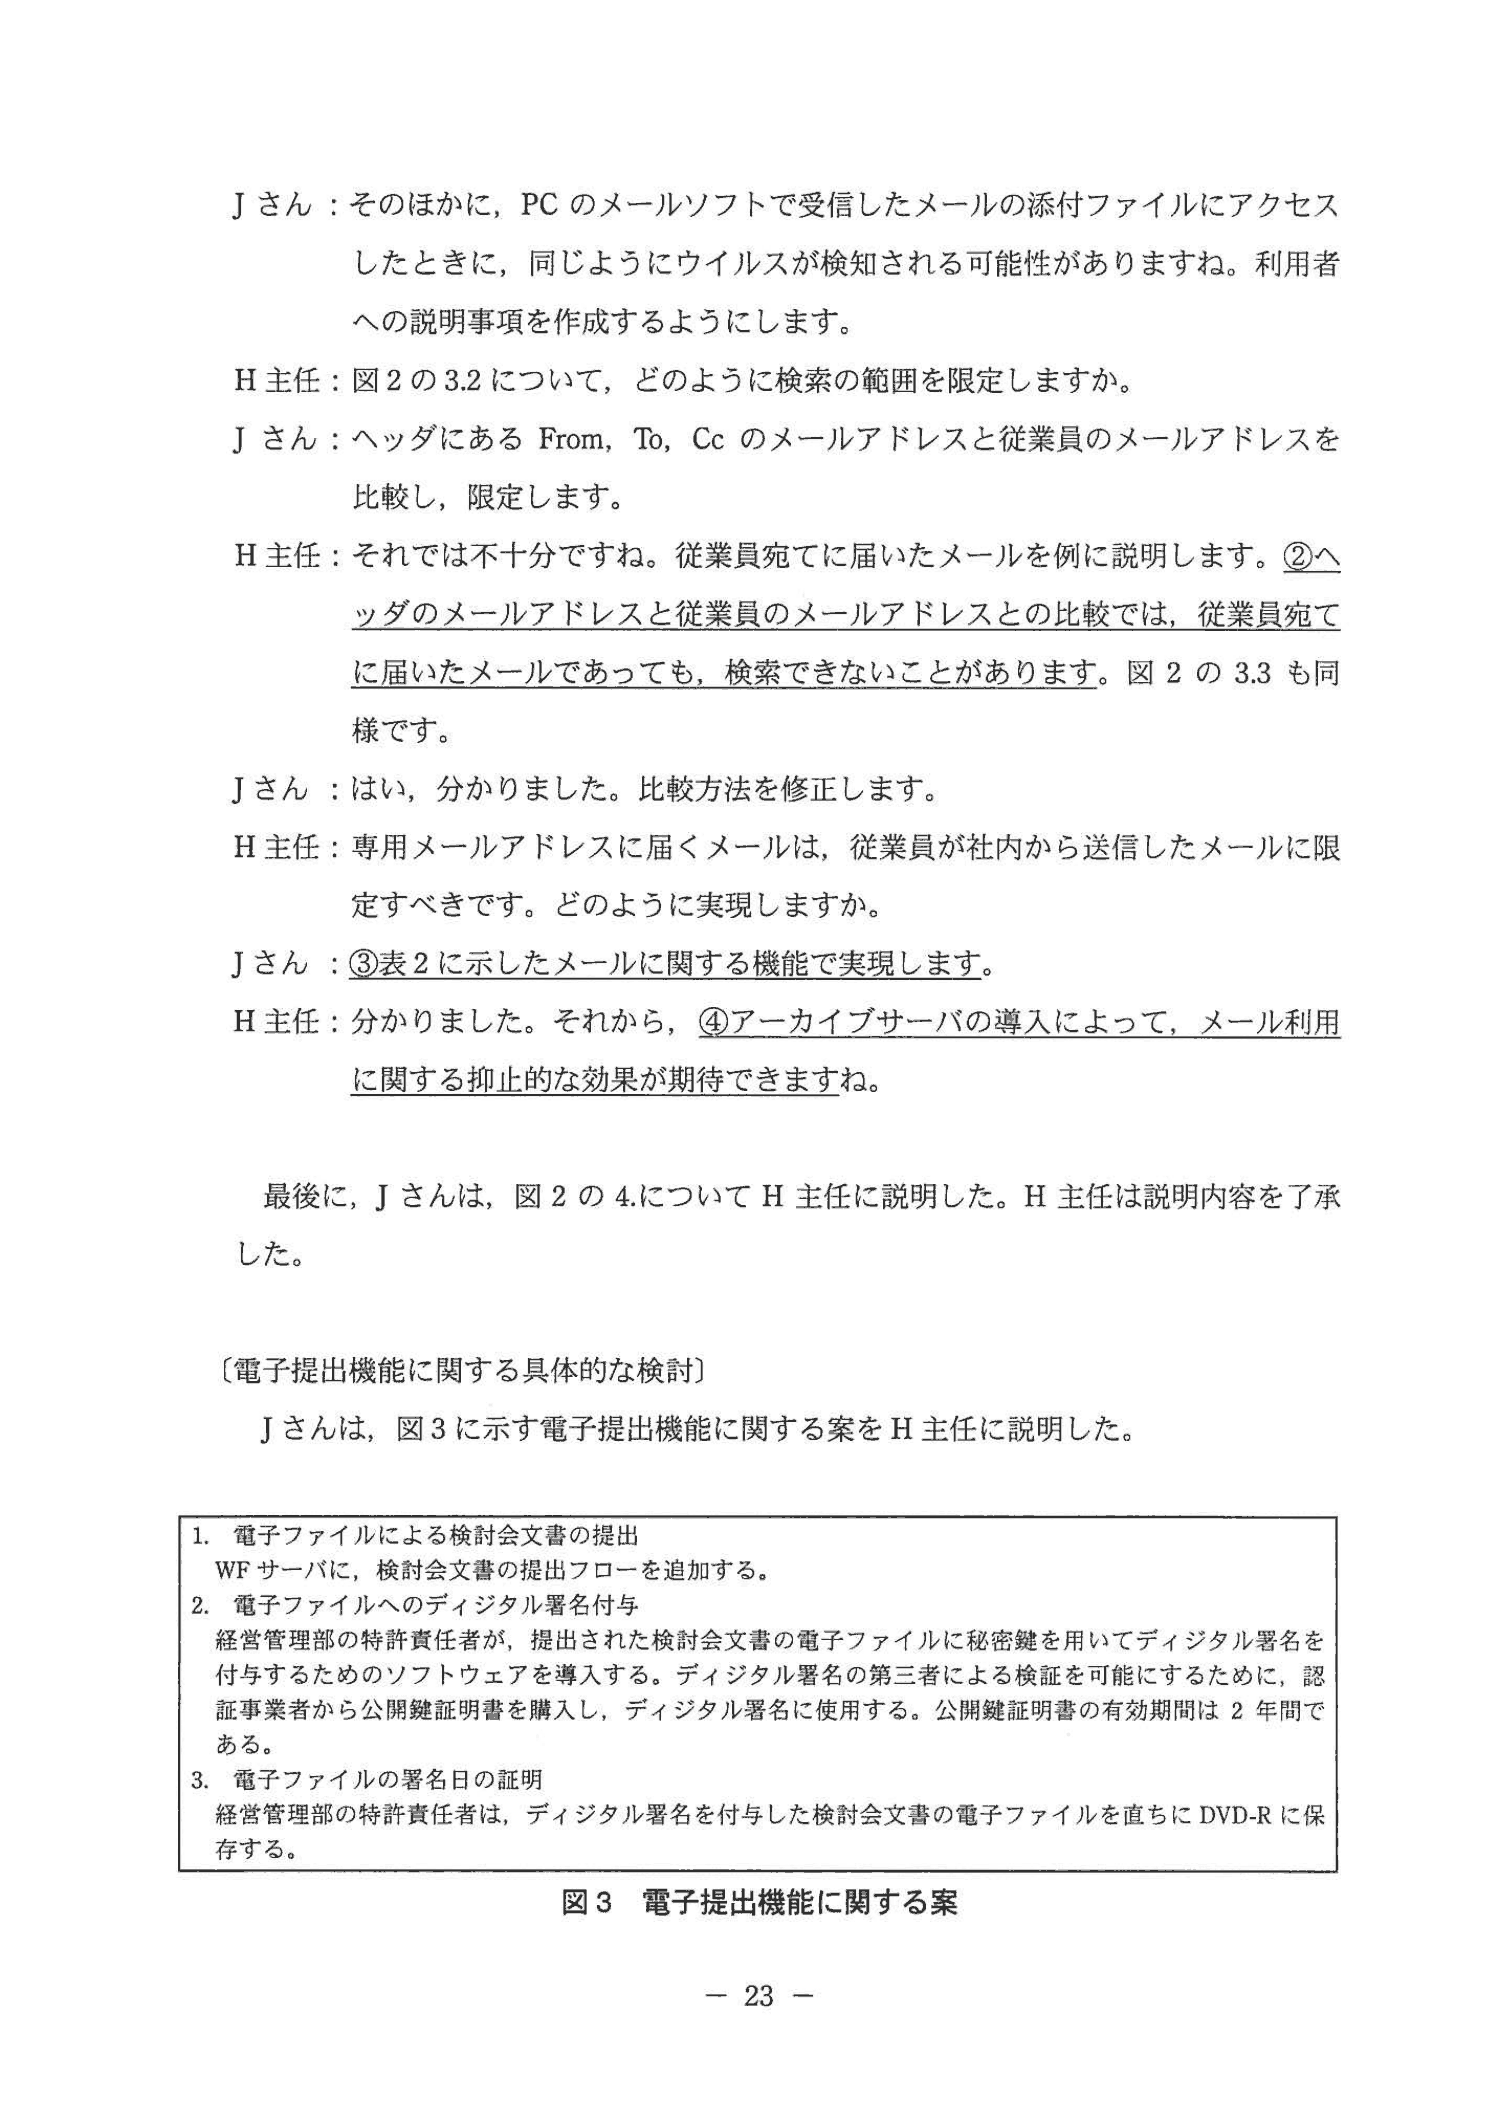 J さん ：そのほかに，PC のメールソフトで受信したメールの添付ファイルにアクセス
したときに，同じようにウイルスが検知される可能性がありますね。利用者
への説明事項を作成するようにします。
H 主任：図 2 の 3.2 について，どのように検索の範囲を限定しますか。
J さん：ヘッダにある From，To，Cc のメールアドレスと従業員のメールアドレスを
比較し，限定します。
H 主任：それでは不十分ですね。従業員宛てに届いたメールを例に説明します。②ヘ
ッダのメールアドレスと従業員のメールアドレスとの比較では，従業員宛て
に届いたメールであっても，検索できないことがあります。図 2 の 3.3 も同
様です。
J さん ：はい，分かりました。比較方法を修正します。
H 主任：専用メールアドレスに届くメールは，従業員が社内から送信したメールに限
定すべきです。どのように実現しますか。
J さん ：③表 2 に示したメールに関する機能で実現します。
H 主任：分かりました。それから，④アーカイブサーバの導入によって，メール利用
に関する抑止的な効果が期待できますね。
最後に，J さんは，図 2 の 4.について H 主任に説明した。H 主任は説明内容を了承
した。
〔電子提出機能に関する具体的な検討〕
J さんは，図 3 に示す電子提出機能に関する案を H 主任に説明した。
1. 電子ファイルによる検討会文書の提出
WF サーバに，検討会文書の提出フローを追加する。
2. 電子ファイルへのディジタル署名付与
経営管理部の特許責任者が，提出された検討会文書の電子ファイルに秘密鍵を用いてディジタル署名を
付与するためのソフトウェアを導入する。ディジタル署名の第三者による検証を可能にするために，認
証事業者から公開鍵証明書を購入し，ディジタル署名に使用する。公開鍵証明書の有効期間は 2 年間で
ある。
3. 電子ファイルの署名日の証明
経営管理部の特許責任者は，ディジタル署名を付与した検討会文書の電子ファイルを直ちに DVD-R に保
存する。
図３ 電子提出機能に関する案
－ 23 －